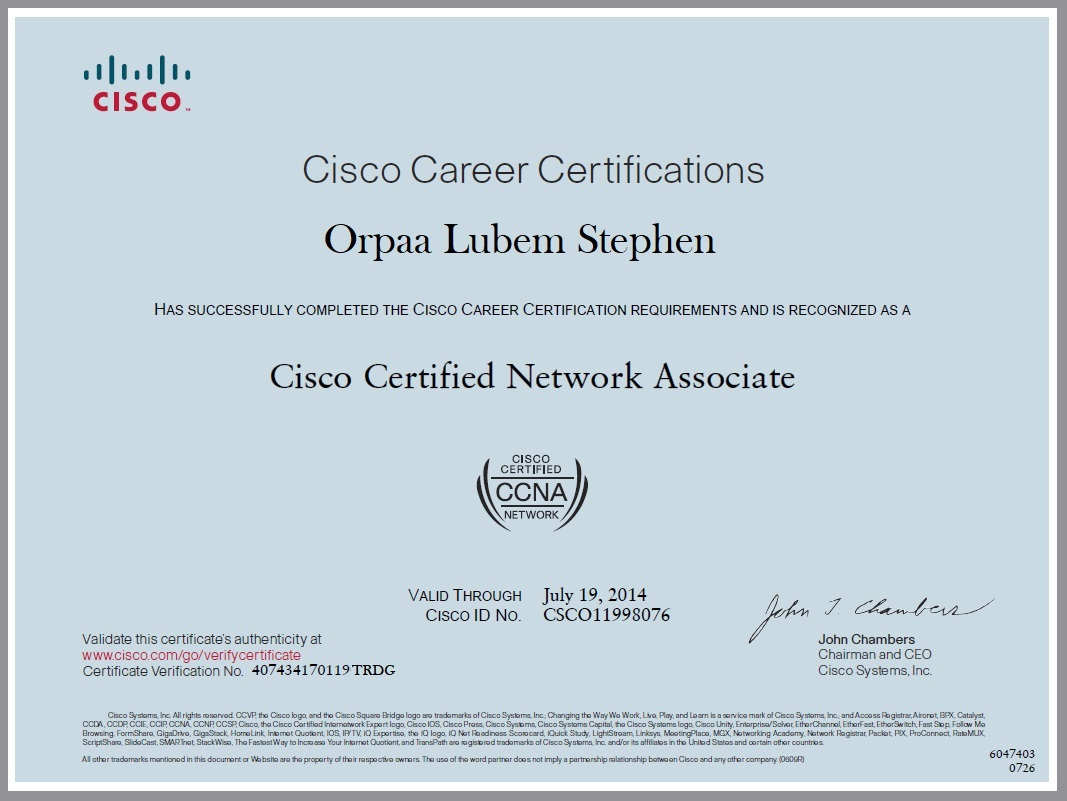 CISCO
Cisco Career Certifications
Orpaa Lubem Stephen
HAS SUCCESSFULLY COMPLETED THE CISCO CAREER CERTIFICATION REQUIREMENTS AND IS RECOGNIZED AS A
Cisco Certified Network Associate
CISCO
CERTIFIED
CCNA
NETWORK
VALID THROUGH July 19, 2014
CISCO ID NO. CSCO11998076
John T. Chambers
Validate this certificate's authenticity at
www.cisco.com/go/verifycertificate
Certificate Verification No. 407434170119TRDG
John Chambers
Chairman and CEO
Cisco Systems, Inc.
Cisco Systems, Inc. All rights reserved. CCVP, the Cisco logo, and the Cisco Square Bridge logo are trademarks of Cisco Systems, Inc.; Changing the Way We Work, Live, Play, and Learn is a service mark of Cisco Systems, Inc.; and Access Registrar, Aironet, BPX, Catalyst,
CCDA, CCDP, CCIE, CCIP, CCNA, CCNP, CCSP, Cisco, the Cisco Certified Internetwork Expert logo, Cisco IOS, Cisco Press, Cisco Systems, Cisco Systems Capital, the Cisco Systems logo, Cisco Unity, Enterprise/Solver, EtherChannel, EtherFast, EtherSwitch, Fast Step, Follow Me
Browsing, FormShare, GigaDrive, GigaStack, HomeLink, Internet Quotient, IOS, IP/TV, iQ Expertise, the iQ logo, iQ Net Readiness Scorecard, iQuick Study, LightStream, Linksys, MeetingPlace, MGX, Networking Academy, Network Registrar, Packet, PIX, ProConnect, RateMUX,
ScriptShare, SlideCast, SMARTnet, StackWise, The Fastest Way to Increase Your Internet Quotient, and TransPath are registered trademarks of Cisco Systems, Inc. and/or its affiliates in the United States and certain other countries.
All other trademarks mentioned in this document or Website are the property of their respective owners. The use of the word partner does not imply a partnership relationship between Cisco and any other company. (0609R)
6047403
0726